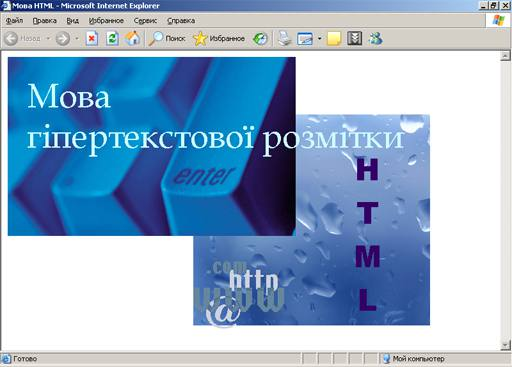 Мова HTML - Microsoft Internet Explorer
Файл Правка Вид Избранное Сервис Справка
Назад Поиск Избранное
Мова
гіпертекстової розмітки
enter
H
T
M
L
.com
http
www
@
Готово Мой компьютер